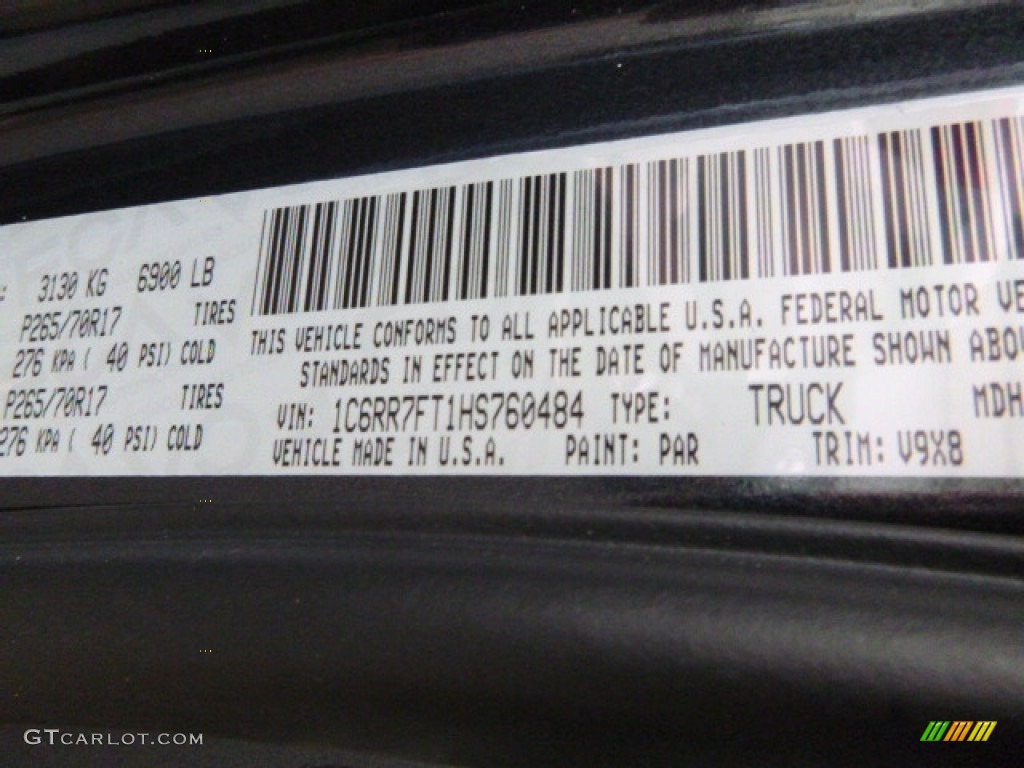 3130 KG 6900 LB
P265/70R17 TIRES
276 KPA ( 40 PSI) COLD
P265/70R17 TIRES
276 KPA ( 40 PSI) COLD
THIS VEHICLE CONFORMS TO ALL APPLICABLE U.S.A. FEDERAL MOTOR VE
STANDARDS IN EFFECT ON THE DATE OF MANUFACTURE SHOWN ABOV
VIN: 1C6RR7FT1HS760484 TYPE: TRUCK MDH
VEHICLE MADE IN U.S.A. PAINT: PAR TRIM: V9X8
GTCARLOT.COM